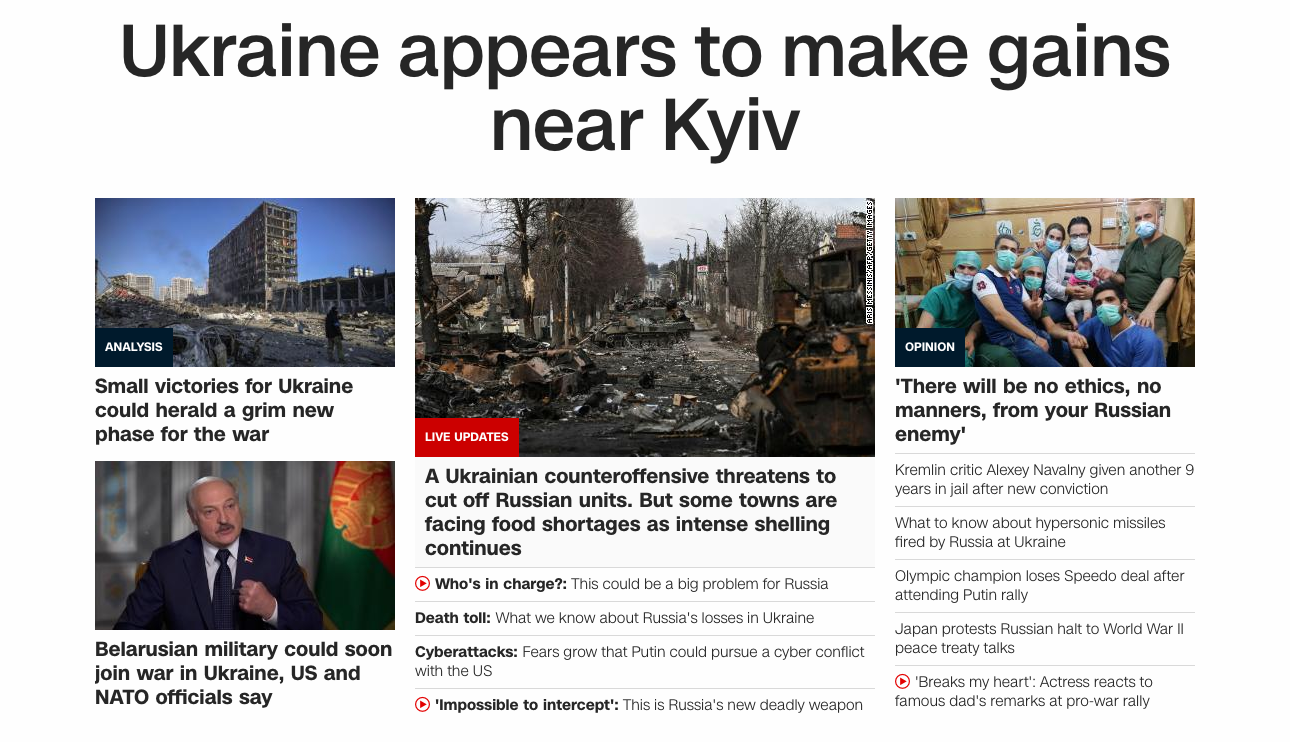 Ukraine appears to make gains
near Kyiv
ANALYSIS
Small victories for Ukraine
could herald a grim new
phase for the war
Belarusian military could soon
join war in Ukraine, US and
NATO officials say
ARIS MESSINIS/AFP/GETTY IMAGES
LIVE UPDATES
A Ukrainian counteroffensive threatens to
cut off Russian units. But some towns are
facing food shortages as intense shelling
continues
Who's in charge?: This could be a big problem for Russia
Death toll: What we know about Russia's losses in Ukraine
Cyberattacks: Fears grow that Putin could pursue a cyber conflict
with the US
'Impossible to intercept': This is Russia's new deadly weapon
OPINION
'There will be no ethics, no
manners, from your Russian
enemy'
Kremlin critic Alexey Navalny given another 9
years in jail after new conviction
What to know about hypersonic missiles
fired by Russia at Ukraine
Olympic champion loses Speedo deal after
attending Putin rally
Japan protests Russian halt to World War II
peace treaty talks
'Breaks my heart': Actress reacts to
famous dad's remarks at pro-war rally